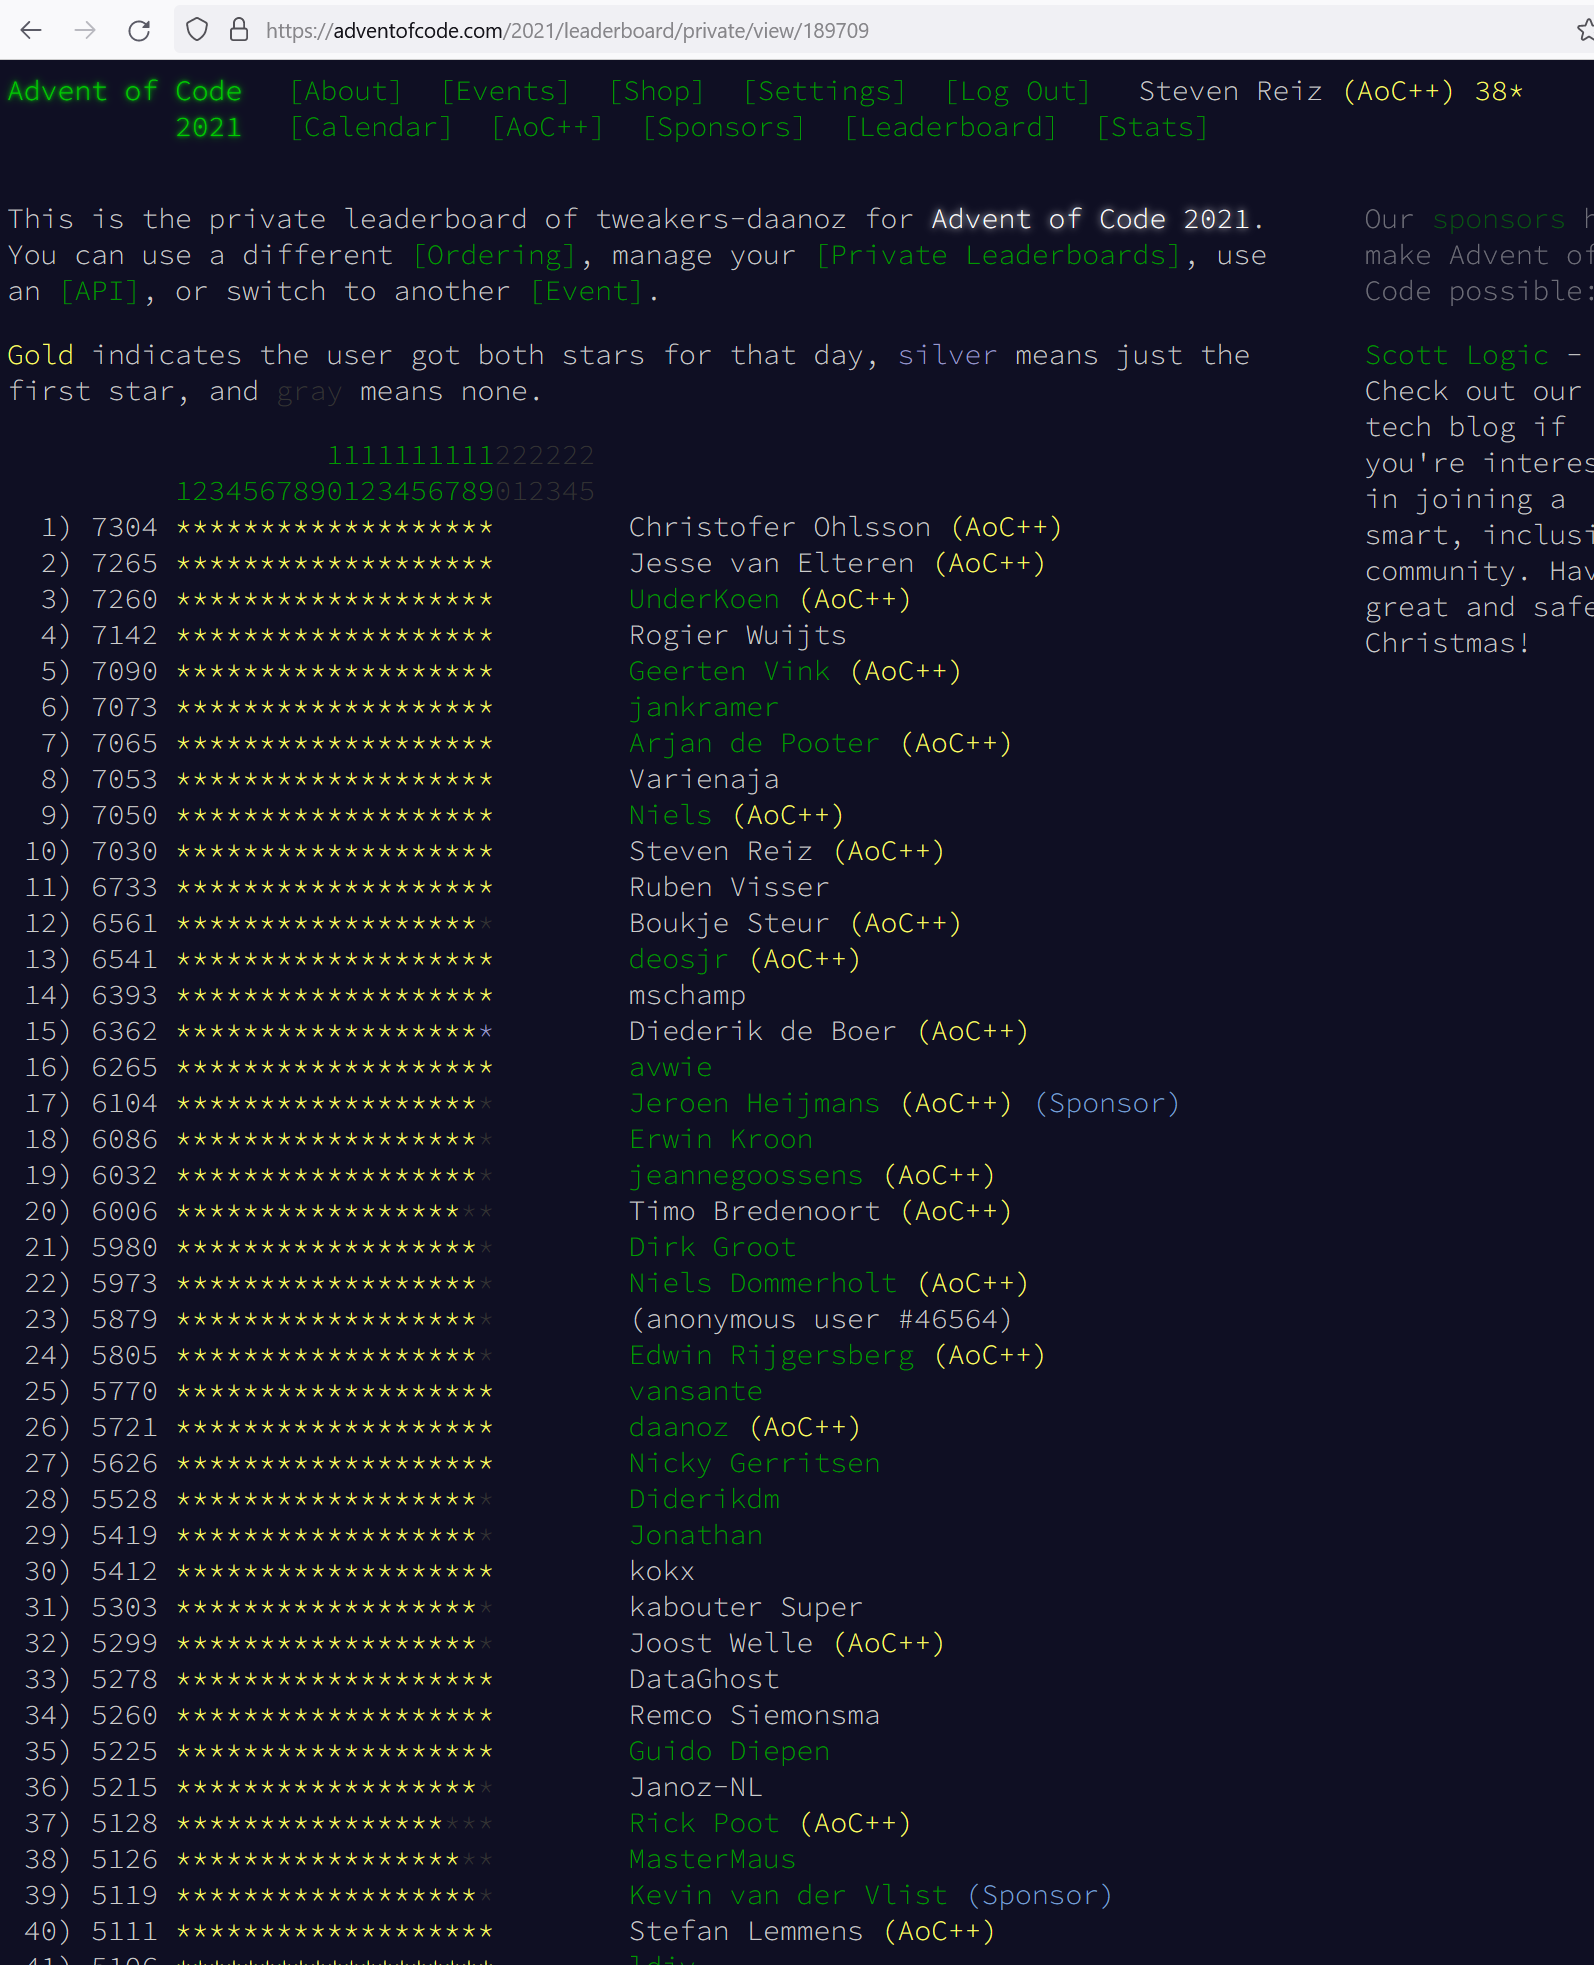 https://adventofcode.com/2021/leaderboard/private/view/189709
Advent of Code [About] [Events] [Shop] [Settings] [Log Out] Steven Reiz (AoC++) 38*
2021 [Calendar] [AoC++] [Sponsors] [Leaderboard] [Stats]
This is the private leaderboard of tweakers-daanoz for Advent of Code 2021.
You can use a different [Ordering], manage your [Private Leaderboards], use
an [API], or switch to another [Event].
Gold indicates the user got both stars for that day, silver means just the
first star, and gray means none.
1111111111222222
1234567890123456789012345
1) 7304 ******************* Christofer Ohlsson (AoC++)
2) 7265 ******************* Jesse van Elteren (AoC++)
3) 7260 ******************* UnderKoen (AoC++)
4) 7142 ******************* Rogier Wuijts
5) 7090 ******************* Geerten Vink (AoC++)
6) 7073 ******************* jankramer
7) 7065 ******************* Arjan de Pooter (AoC++)
8) 7053 ******************* Varienaja
9) 7050 ******************* Niels (AoC++)
10) 7030 ******************* Steven Reiz (AoC++)
11) 6733 ******************* Ruben Visser
12) 6561 ******************* Boukje Steur (AoC++)
13) 6541 ******************* deosjr (AoC++)
14) 6393 ******************* mschamp
15) 6362 ******************* Diederik de Boer (AoC++)
16) 6265 ******************* avwie
17) 6104 ******************* Jeroen Heijmans (AoC++) (Sponsor)
18) 6086 ******************* Erwin Kroon
19) 6032 ******************* jeannegoossens (AoC++)
20) 6006 ******************* Timo Bredenoort (AoC++)
21) 5980 ******************* Dirk Groot
22) 5973 ******************* Niels Dommerholt (AoC++)
23) 5879 ******************* (anonymous user #46564)
24) 5805 ******************* Edwin Rijgersberg (AoC++)
25) 5770 ******************* vansante
26) 5721 ******************* daanoz (AoC++)
27) 5626 ******************* Nicky Gerritsen
28) 5528 ******************* Diderikdm
29) 5419 ******************* Jonathan
30) 5412 ******************* kokx
31) 5303 ******************* kabouter Super
32) 5299 ******************* Joost Welle (AoC++)
33) 5278 ******************* DataGhost
34) 5260 ******************* Remco Siemonsma
35) 5225 ******************* Guido Diepen
36) 5215 ******************* Janoz-NL
37) 5128 ******************* Rick Poot (AoC++)
38) 5126 ******************* MasterMaus
39) 5119 ******************* Kevin van der Vlist (Sponsor)
40) 5111 ******************* Stefan Lemmens (AoC++)
Our sponsors h
make Advent of
Code possible:
Scott Logic -
Check out our
tech blog if
you're interes
in joining a
smart, inclusi
community. Hav
great and safe
Christmas!